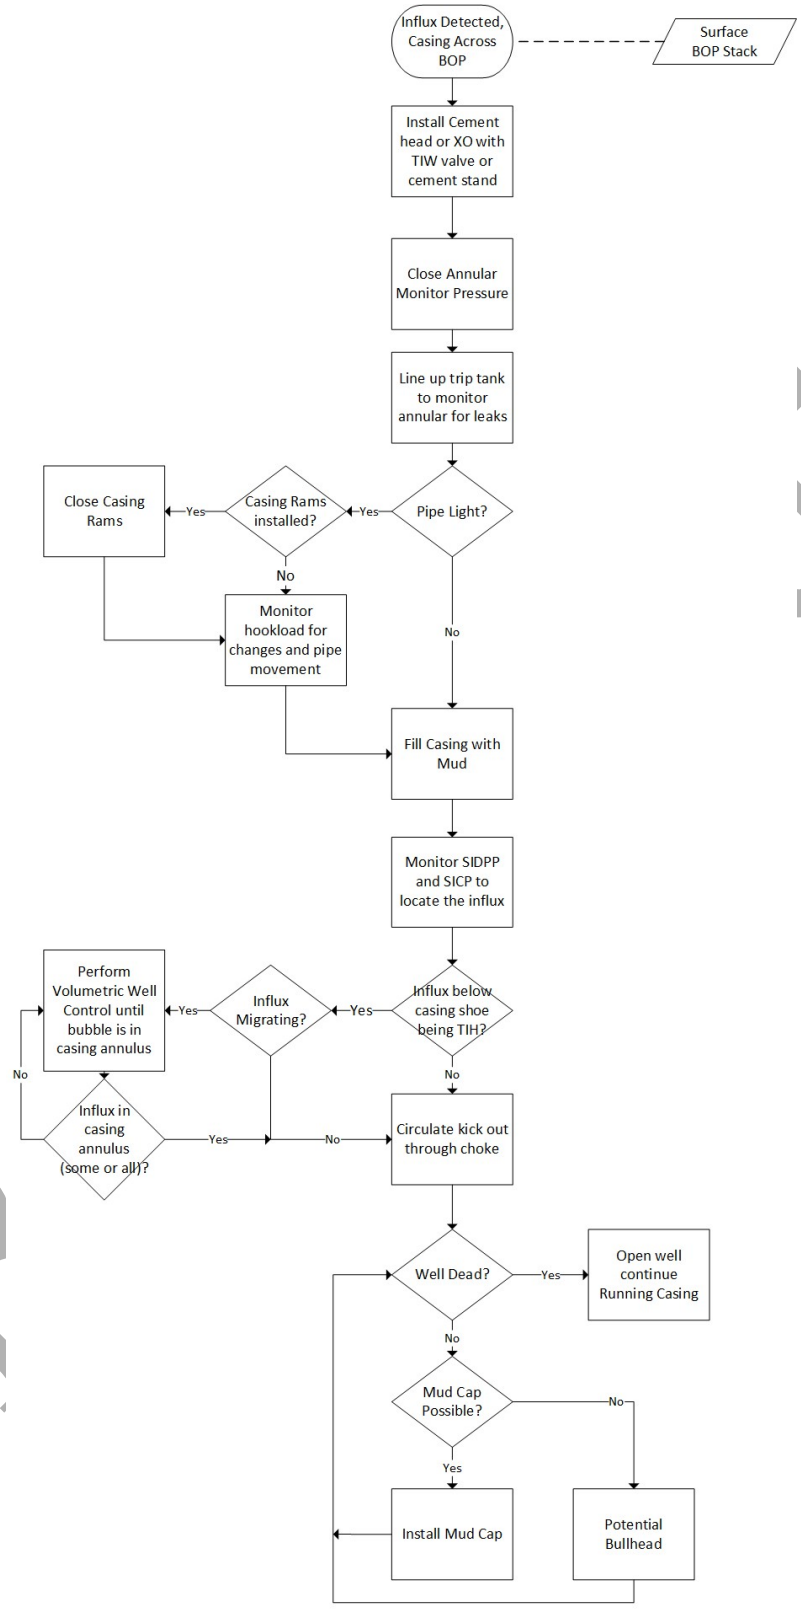 Influx Detected,
Casing Across
BOP
Surface
BOP Stack
Install Cement
head or XO with
TIW valve or
cement stand
Close Annular
Monitor Pressure
Line up trip tank
to monitor
annular for leaks
Pipe Light?
Yes
Casing Rams
installed?
Yes
Close Casing
Rams
No
Monitor
hookload for
changes and pipe
movement
No
Fill Casing with
Mud
Monitor SIDPP
and SICP to
locate the influx
Influx below
casing shoe
being TIH?
Yes
Influx
Migrating?
Yes
Perform
Volumetric Well
Control until
bubble is in
casing annulus
No
Influx in
casing
annulus
(some or all)?
Yes
No
No
Circulate kick out
through choke
Well Dead?
Yes
Open well
continue
Running Casing
No
Mud Cap
Possible?
No
Yes
Install Mud Cap
Potential
Bullhead